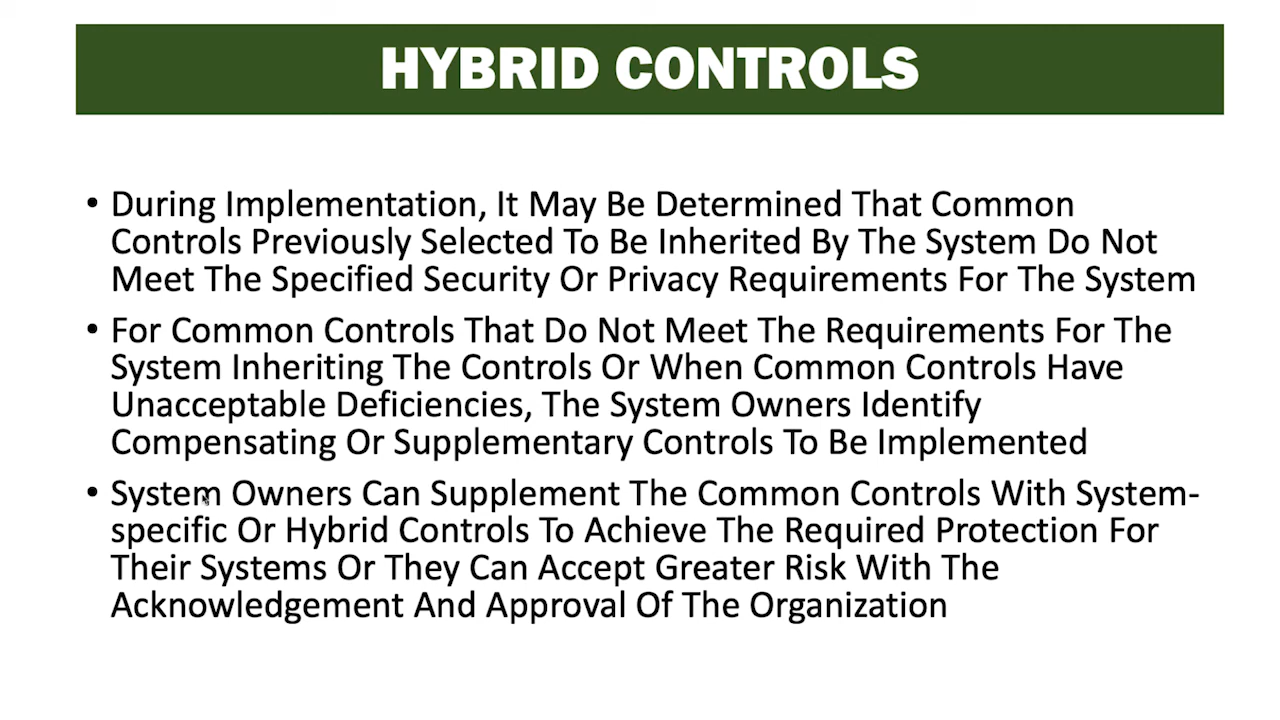 HYBRID CONTROLS
• During Implementation, It May Be Determined That Common
Controls Previously Selected To Be Inherited By The System Do Not
Meet The Specified Security Or Privacy Requirements For The System
• For Common Controls That Do Not Meet The Requirements For The
System Inheriting The Controls Or When Common Controls Have
Unacceptable Deficiencies, The System Owners Identify
Compensating Or Supplementary Controls To Be Implemented
• System Owners Can Supplement The Common Controls With System-
specific Or Hybrid Controls To Achieve The Required Protection For
Their Systems Or They Can Accept Greater Risk With The
Acknowledgement And Approval Of The Organization